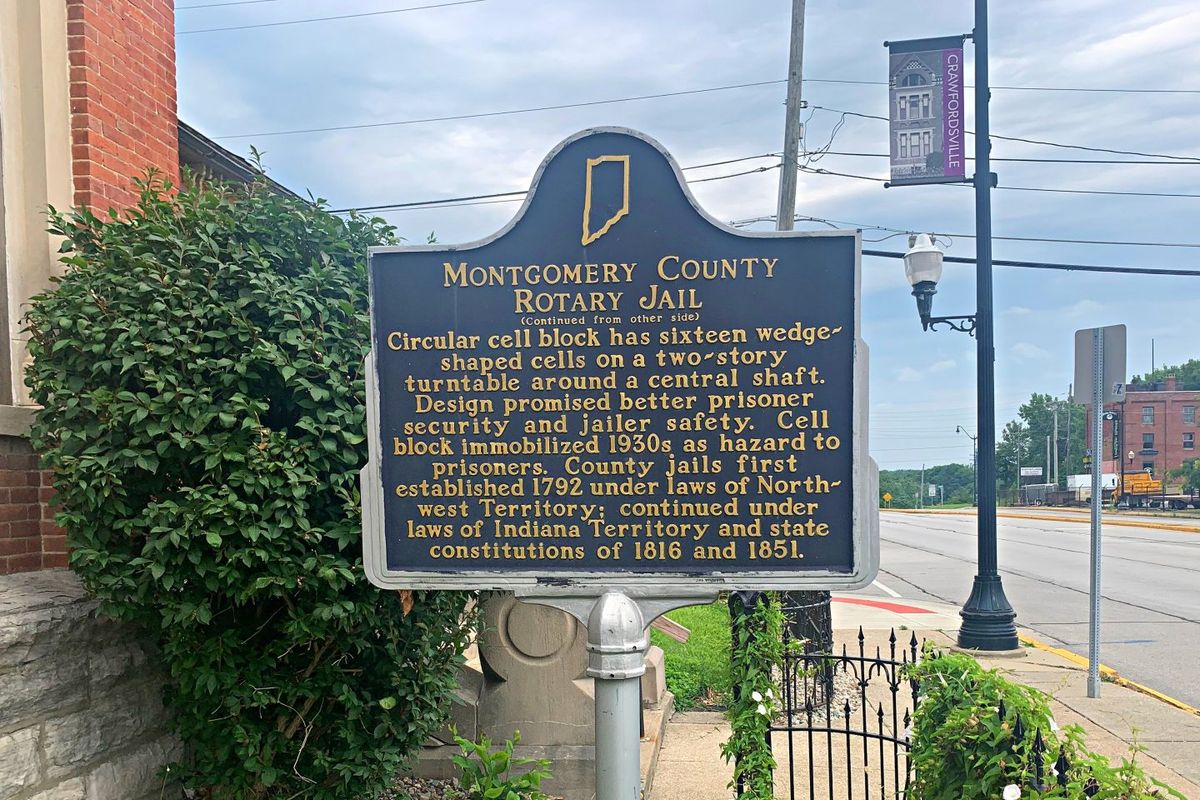 CRAWFORDSVILLE
MONTGOMERY COUNTY
ROTARY JAIL
(Continued from other side)
Circular cell block has sixteen wedge-
shaped cells on a two-story
turntable around a central shaft.
Design promised better prisoner
security and jailer safety. Cell
block immobilized 1930s as hazard to
prisoners. County jails first
established 1792 under laws of North-
west Territory; continued under
laws of Indiana Territory and state
constitutions of 1816 and 1851.